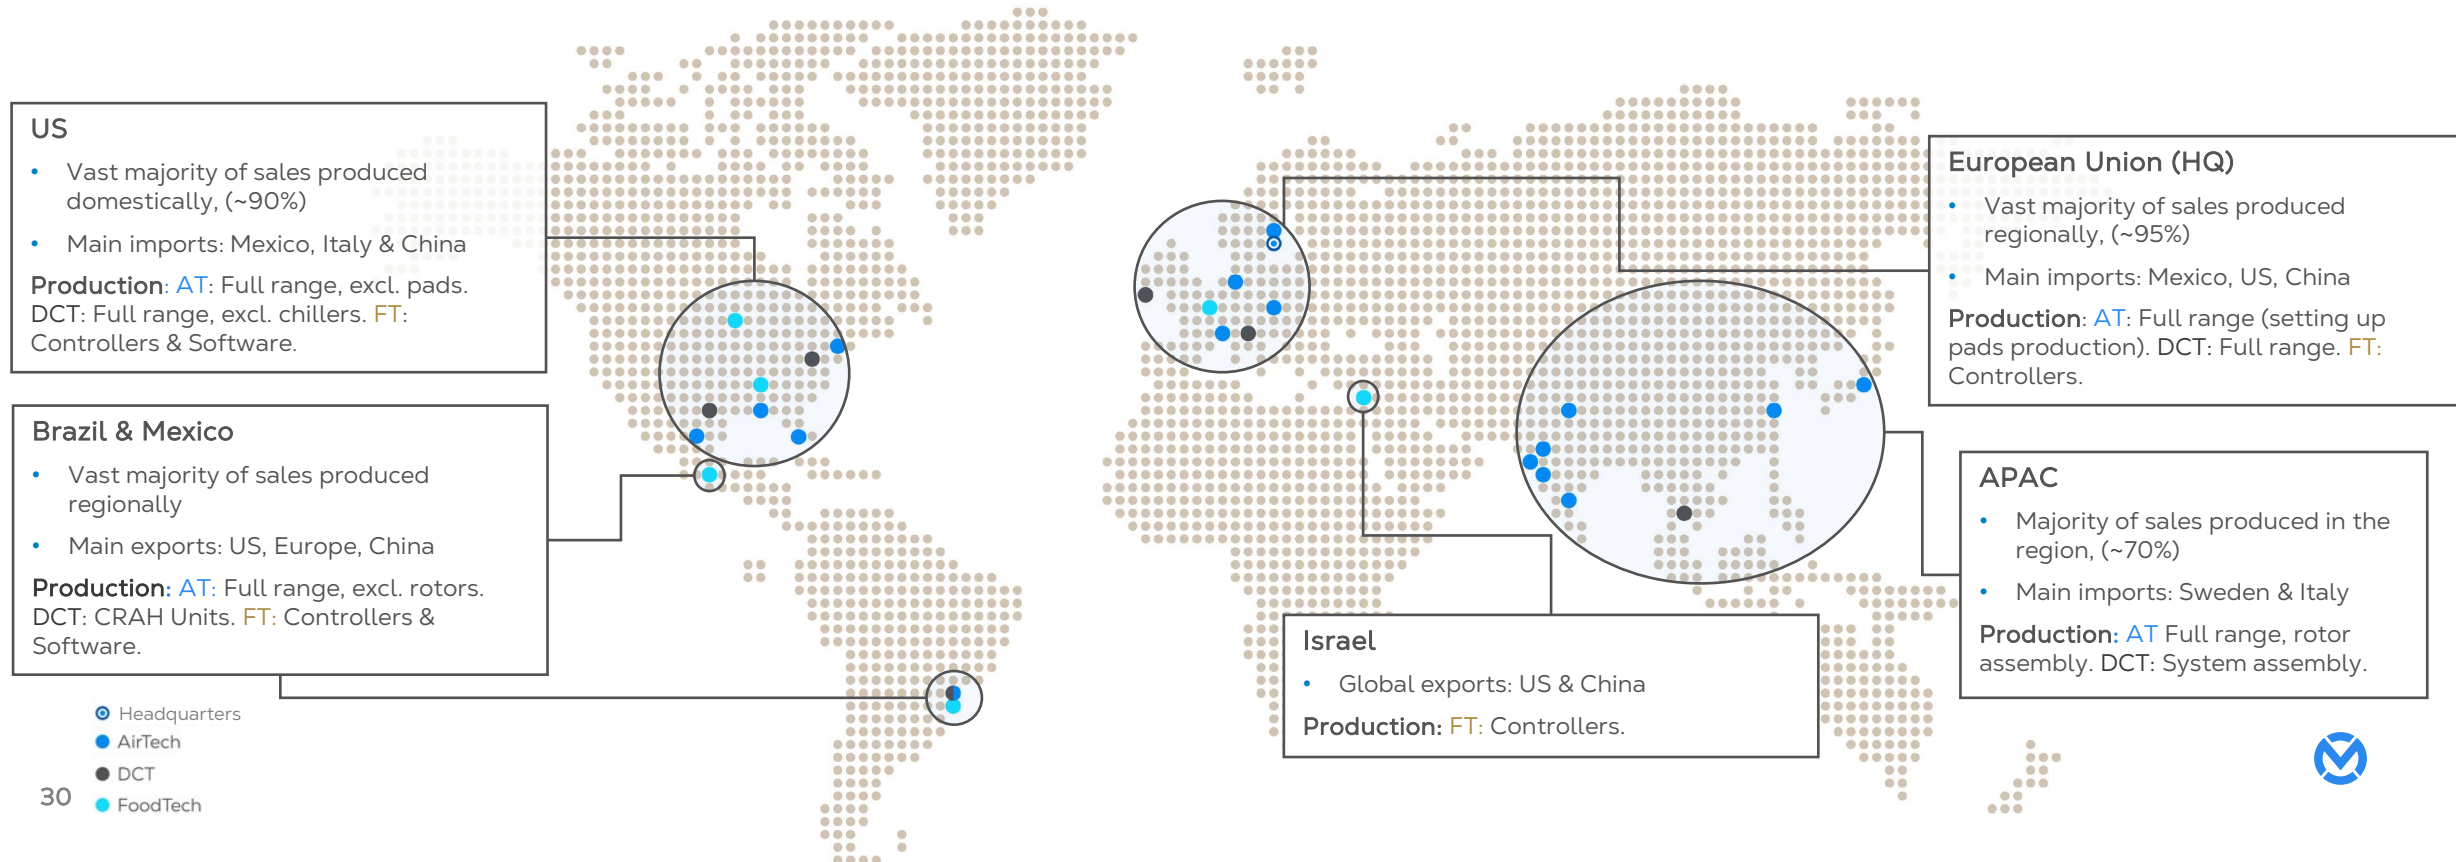 US
• Vast majority of sales produced
domestically, (~90%)
• Main imports: Mexico, Italy & China
Production: AT: Full range, excl. pads.
DCT: Full range, excl. chillers. FT:
Controllers & Software.
Brazil & Mexico
• Vast majority of sales produced
regionally
• Main exports: US, Europe, China
Production: AT: Full range, excl. rotors.
DCT: CRAH Units. FT: Controllers &
Software.
European Union (HQ)
• Vast majority of sales produced
regionally, (~95%)
• Main imports: Mexico, US, China
Production: AT: Full range (setting up
pads production). DCT: Full range. FT:
Controllers.
APAC
• Majority of sales produced in the
region, (~70%)
• Main imports: Sweden & Italy
Production: AT Full range, rotor
assembly. DCT: System assembly.
Israel
• Global exports: US & China
Production: FT: Controllers.
Headquarters
AirTech
DCT
FoodTech
30